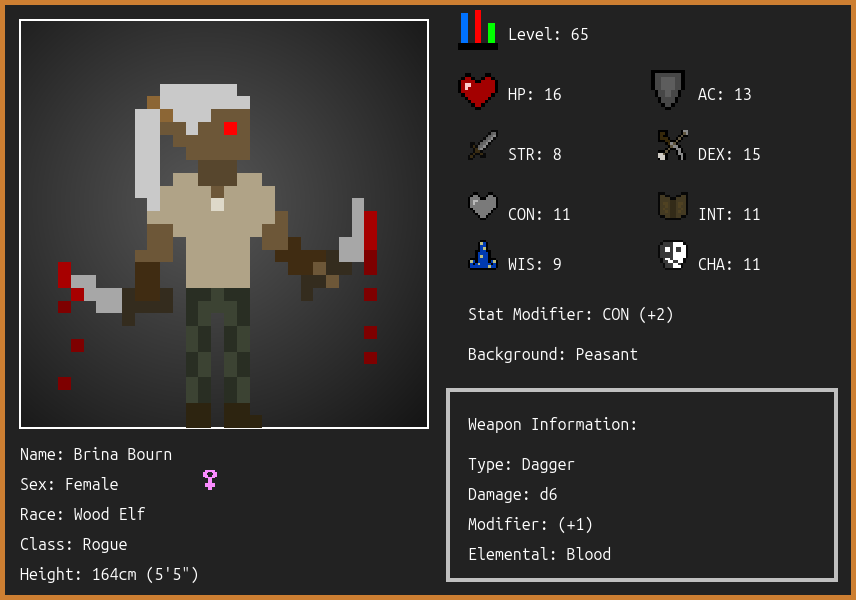 Level: 65
HP: 16
AC: 13
STR: 8
DEX: 15
CON: 11
INT: 11
WIS: 9
CHA: 11
Stat Modifier: CON (+2)
Background: Peasant
Weapon Information:
Type: Dagger
Damage: d6
Modifier: (+1)
Elemental: Blood
Name: Brina Bourn
Sex: Female
Race: Wood Elf
Class: Rogue
Height: 164cm (5'5")